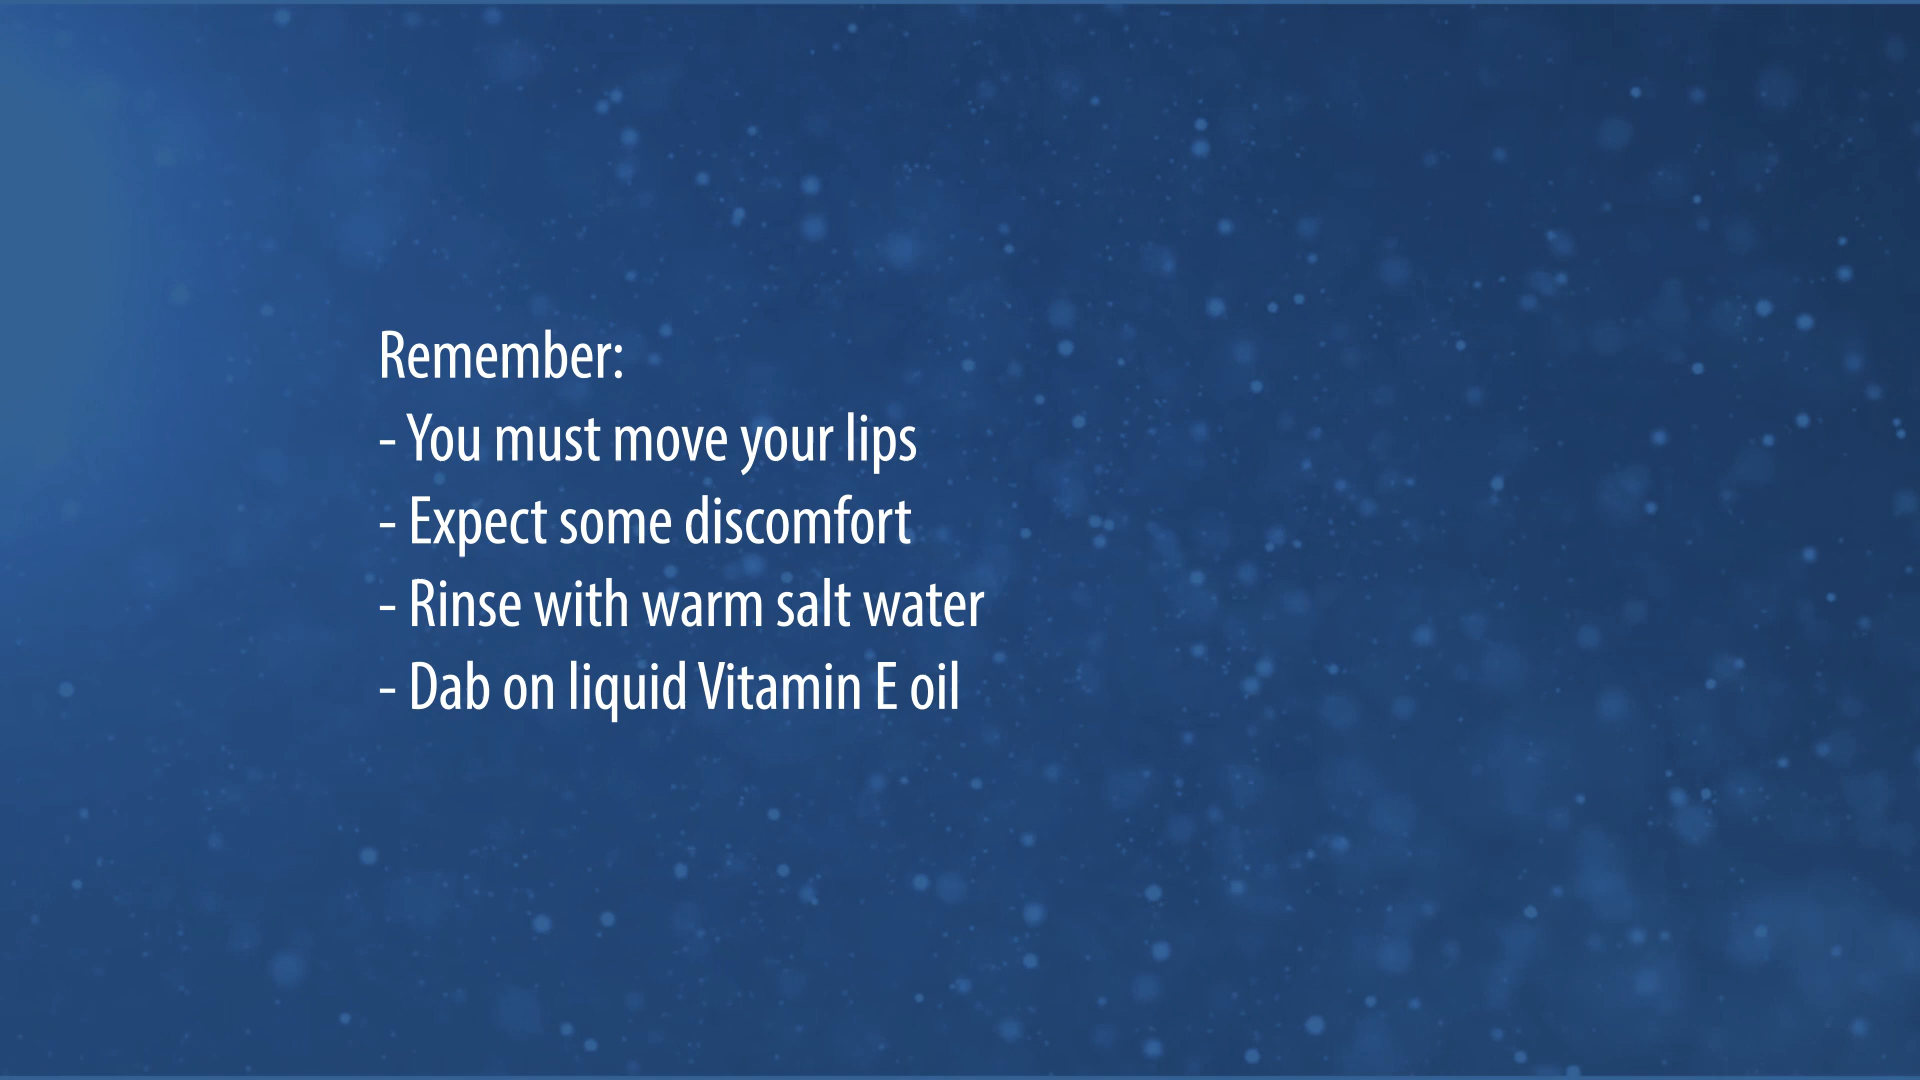 Remember:
- You must move your lips
- Expect some discomfort
- Rinse with warm salt water
- Dab on liquid Vitamin E oil